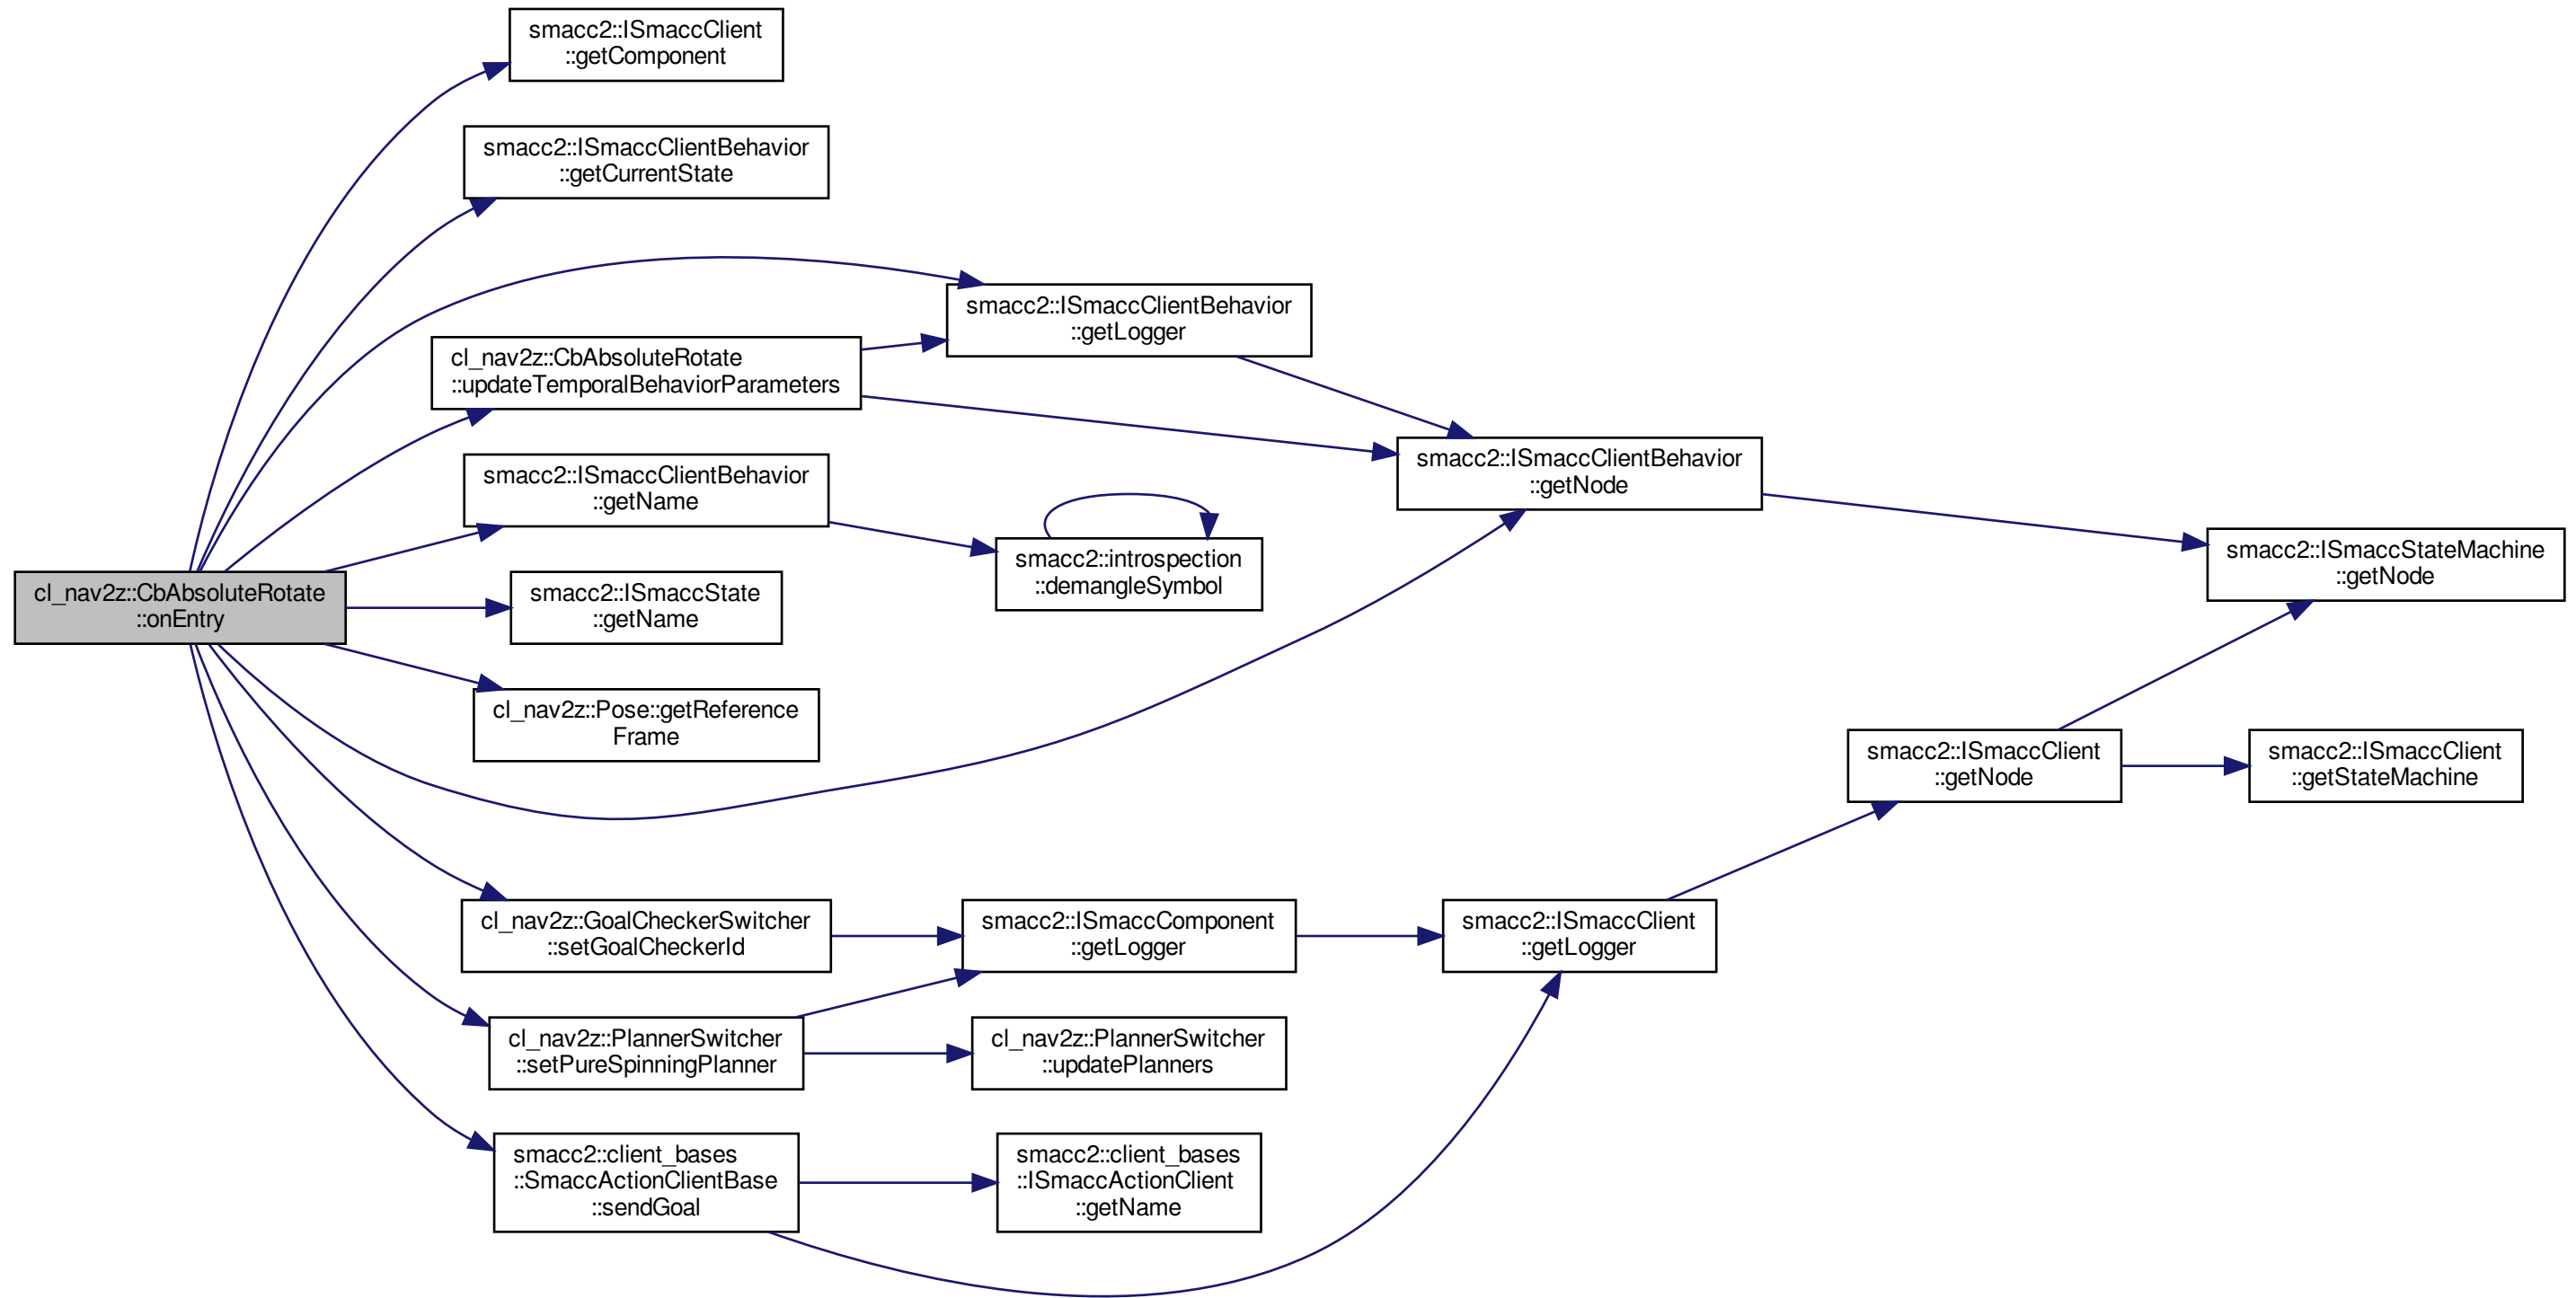 smacc2::ISmaccClient
::getComponent
smacc2::ISmaccClientBehavior
::getCurrentState
smacc2::ISmaccClientBehavior
::getLogger
cl_nav2z::CbAbsoluteRotate
::updateTemporalBehaviorParameters
smacc2::ISmaccClientBehavior
::getName
smacc2::ISmaccClientBehavior
::getNode
smacc2::introspection
::demangleSymbol
smacc2::ISmaccStateMachine
::getNode
cl_nav2z::CbAbsoluteRotate
::onEntry
smacc2::ISmaccState
::getName
cl_nav2z::Pose::getReference
Frame
smacc2::ISmaccClient
::getNode
smacc2::ISmaccClient
::getStateMachine
cl_nav2z::GoalCheckerSwitcher
::setGoalCheckerId
smacc2::ISmaccComponent
::getLogger
smacc2::ISmaccClient
::getLogger
cl_nav2z::PlannerSwitcher
::setPureSpinningPlanner
cl_nav2z::PlannerSwitcher
::updatePlanners
smacc2::client_bases
::SmaccActionClientBase
::sendGoal
smacc2::client_bases
::ISmaccActionClient
::getName